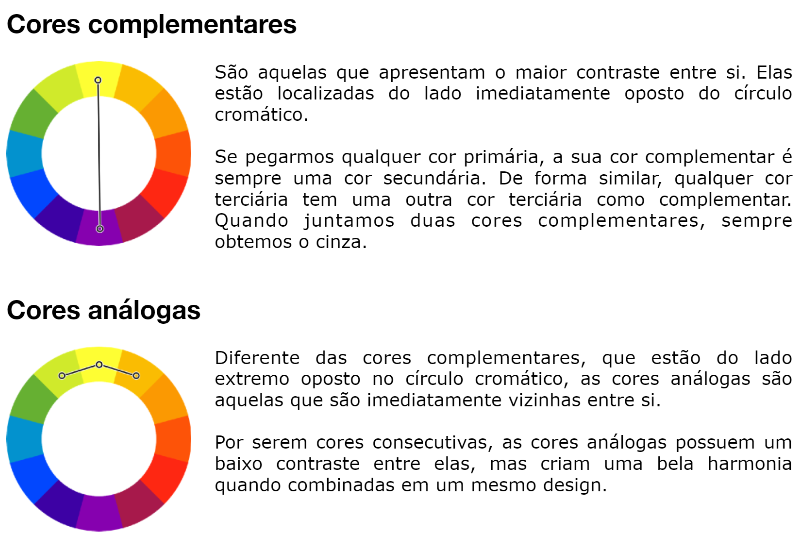 Cores complementares
São aquelas que apresentam o maior contraste entre si. Elas
estão localizadas do lado imediatamente oposto do círculo
cromático.
Se pegarmos qualquer cor primária, a sua cor complementar é
sempre uma cor secundária. De forma similar, qualquer cor
terciária tem uma outra cor terciária como complementar.
Quando juntamos duas cores complementares, sempre
obtemos o cinza.
Cores análogas
Diferente das cores complementares, que estão do lado
extremo oposto no círculo cromático, as cores análogas são
aquelas que são imediatamente vizinhas entre si.
Por serem cores consecutivas, as cores análogas possuem um
baixo contraste entre elas, mas criam uma bela harmonia
quando combinadas em um mesmo design.